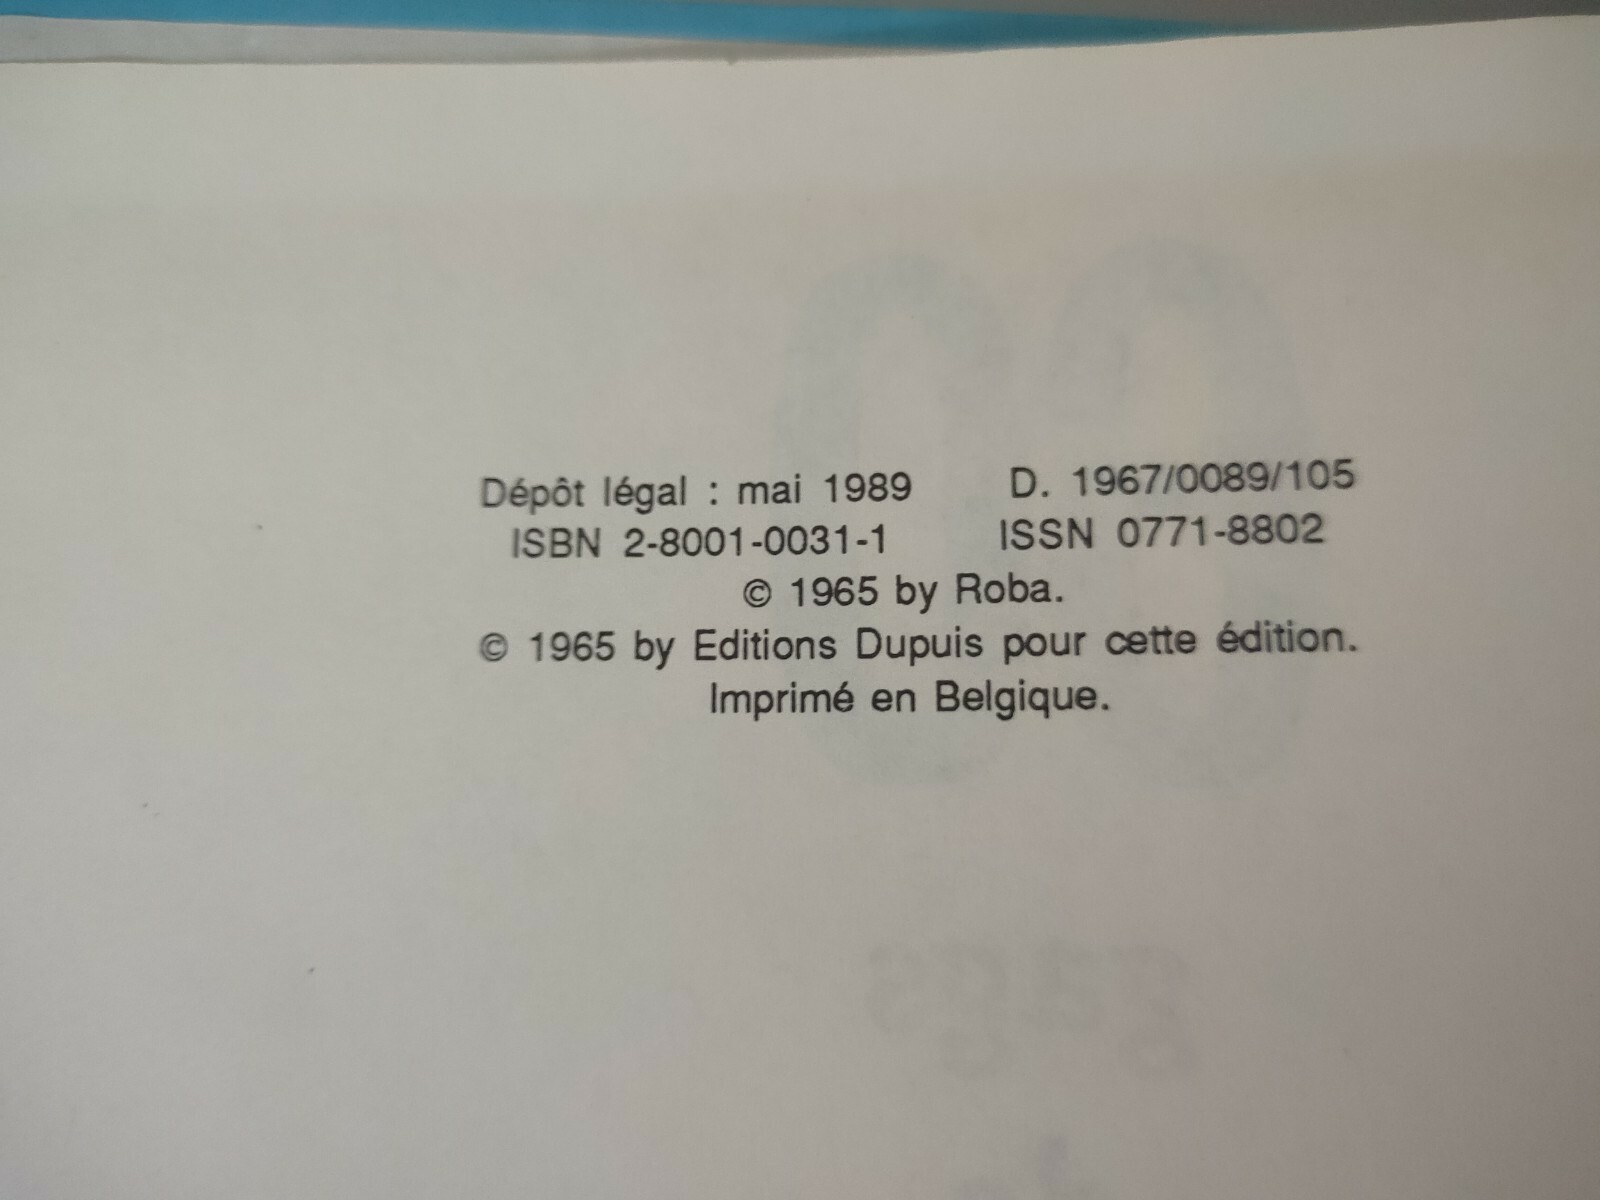 Dépôt légal : mai 1989 D. 1967/0089/105
ISBN 2-8001-0031-1 ISSN 0771-8802
© 1965 by Roba.
© 1965 by Editions Dupuis pour cette édition.
Imprimé en Belgique.